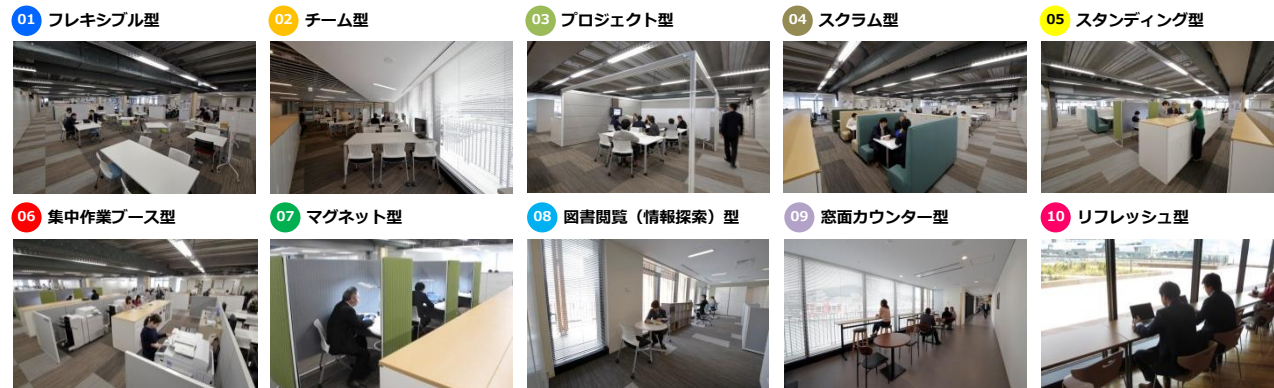 01 フレキシブル型
02 チーム型
03 プロジェクト型
04 スクラム型
05 スタンディング型
06 集中作業ブース型
07 マグネット型
08 図書閲覧（情報探索）型
09 窓面カウンター型
10 リフレッシュ型